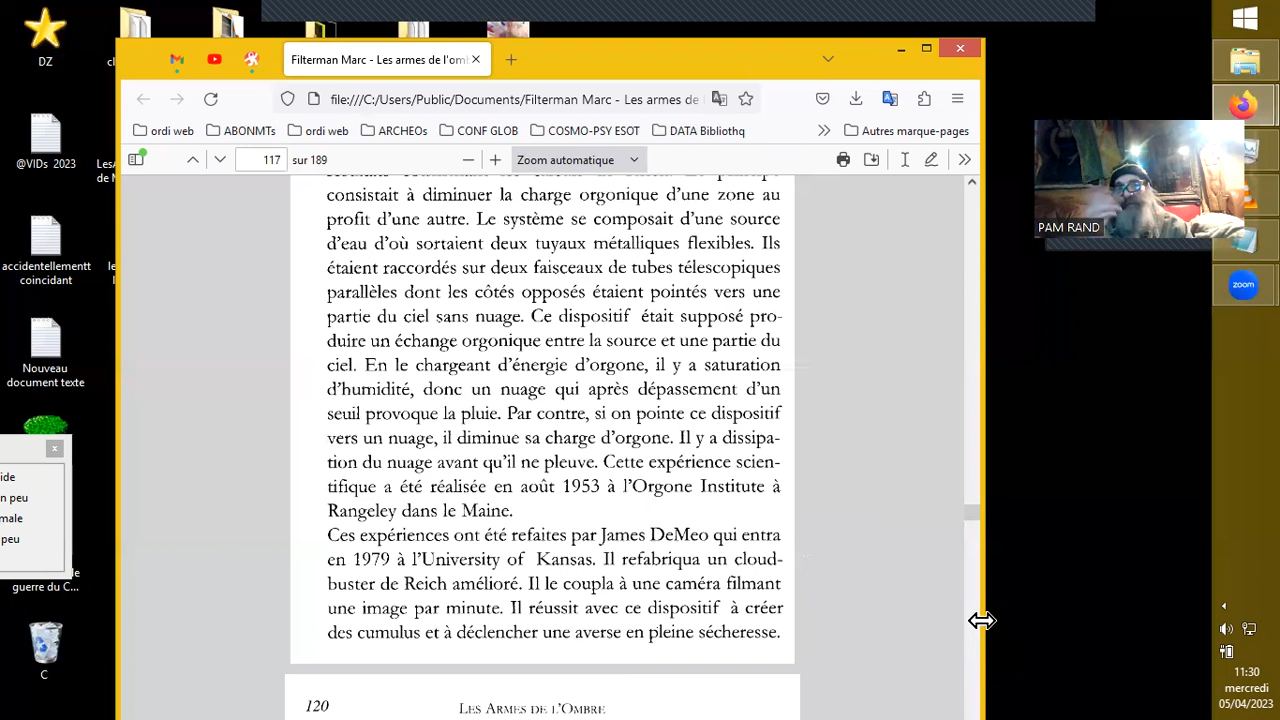 DZ
Filterman Marc - Les armes de l'oml
file:///C:/Users/Public/Documents/Filterman Marc - Les armes de
ordi web
ABONMTs
ordi web
ARCHEOs
CONF GLOB
COSMO-PSY ESOT
DATA Bibliothq
Autres marque-pages
117
sur 189
Zoom automatique
@VIDs 2023
LesA
de N
accidentellementt
coincidant
Nouveau
document texte
ide
n peu
male
peu
guerre du C...
C
consistait à diminuer la charge orgonique d'une zone au
profit d'une autre. Le système se composait d'une source
d'eau d'où sortaient deux tuyaux métalliques flexibles. Ils
étaient raccordés sur deux faisceaux de tubes télescopiques
parallèles dont les côtés opposés étaient pointés vers une
partie du ciel sans nuage. Ce dispositif était supposé pro-
duire un échange orgonique entre la source et une partie du
ciel. En le chargeant d'énergie d'orgone, il y a saturation
d'humidité, donc un nuage qui après dépassement d'un
seuil provoque la pluie. Par contre, si on pointe ce dispositif
vers un nuage, il diminue sa charge d'orgone. Il y a dissipa-
tion du nuage avant qu'il ne pleuve. Cette expérience scien-
tifique a été réalisée en août 1953 à l'Orgone Institute à
Rangeley dans le Maine.
Ces expériences ont été refaites par James DeMeo qui entra
en 1979 à l'University of Kansas. Il refabriqua un cloud-
buster de Reich amélioré. Il le coupla à une caméra filmant
une image par minute. Il réussit avec ce dispositif à créer
des cumulus et à déclencher une averse en pleine sécheresse.
120
LES ARMES DE L'OMBRE
PAM RAND
zoom
11:30
mercredi
05/04/2023